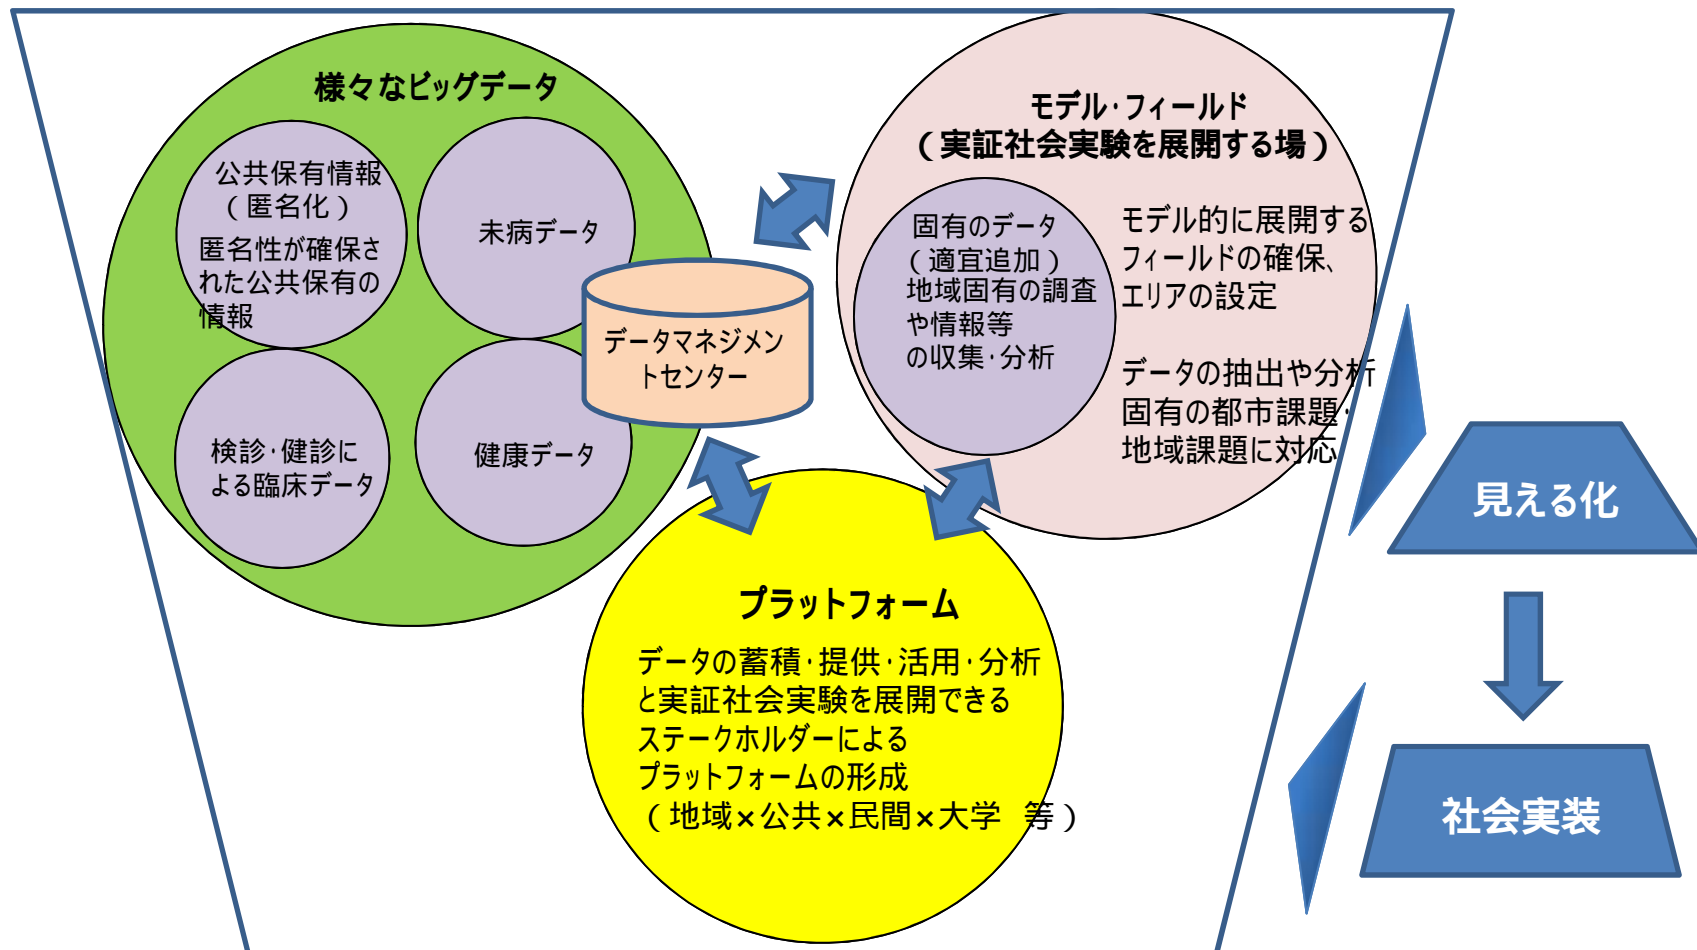 様々なビッグデータ
公共保有情報
（匿名化）
匿名性が確保さ
れた公共保有の
情報
未病データ
検診・健診に
よる臨床データ
健康データ
データマネジメン
トセンター
モデル・フィールド
（実証社会実験を展開する場）
固有のデータ
（適宜追加）
地域固有の調査
や情報等
の収集・分析
モデル的に展開する
フィールドの確保、
エリアの設定
データの抽出や分析
固有の都市課題・
地域課題に対応
プラットフォーム
データの蓄積・提供・活用・分析
と実証社会実験を展開できる
ステークホルダーによる
プラットフォームの形成
（地域×公共×民間×大学　等）
見える化
社会実装